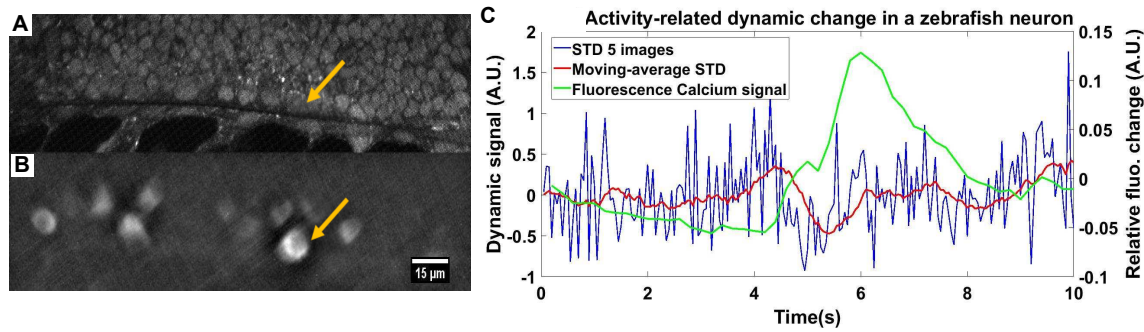 A
B
15 µm
C
Activity-related dynamic change in a zebrafish neuron
STD 5 images
Moving-average STD
Fluorescence Calcium signal
Dynamic signal (A.U.)
2
1.5
1
0.5
0
-0.5
-1
Relative fluo. change (A.U.)
0.15
0.10
0.05
0
-0.05
-0.1
0 2 4 6 8 10
Time(s)